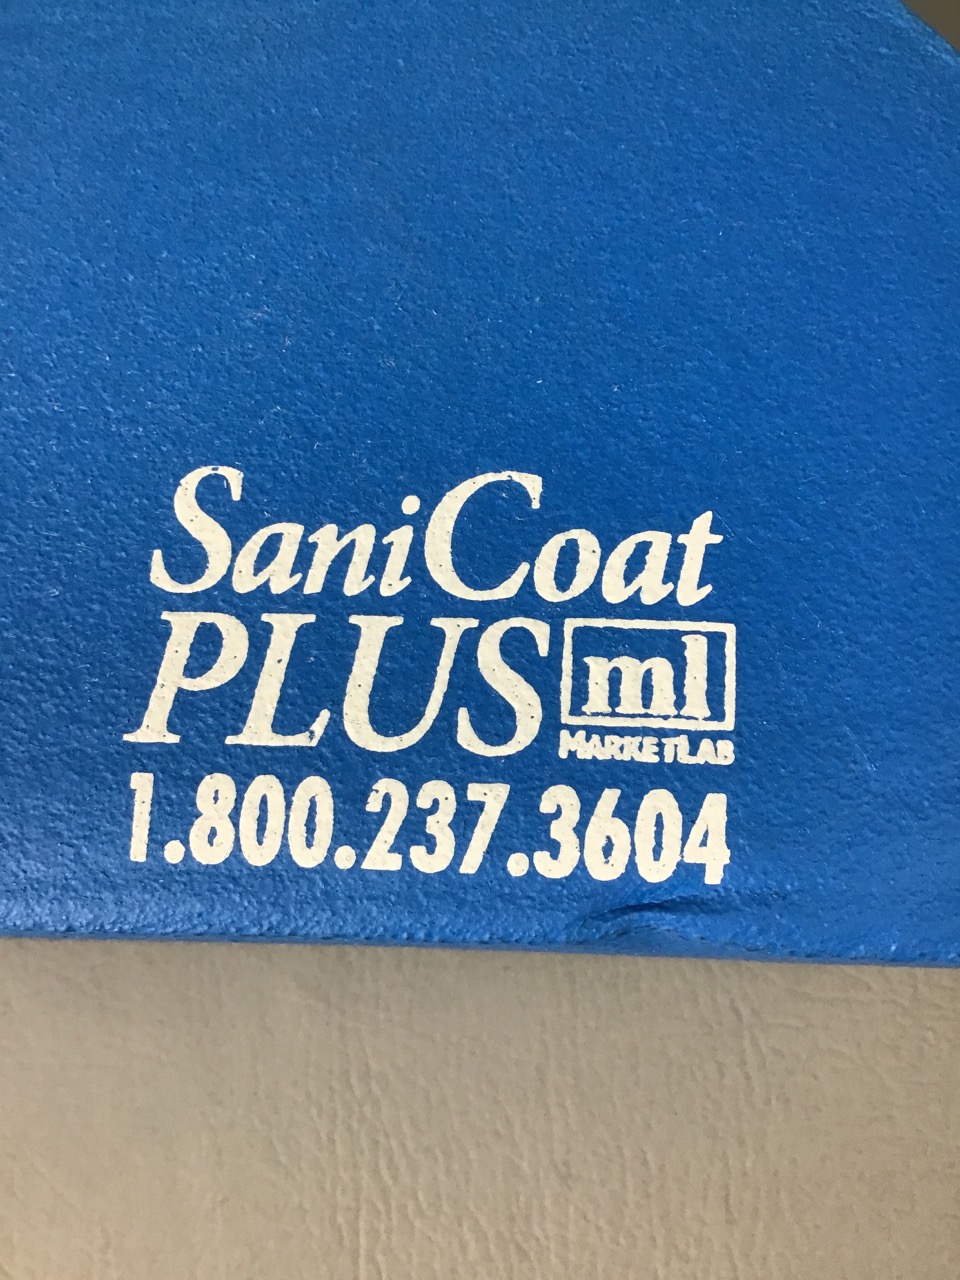 SaniCoat
PLUS ml
MARKETLAB
1.800.237.3604